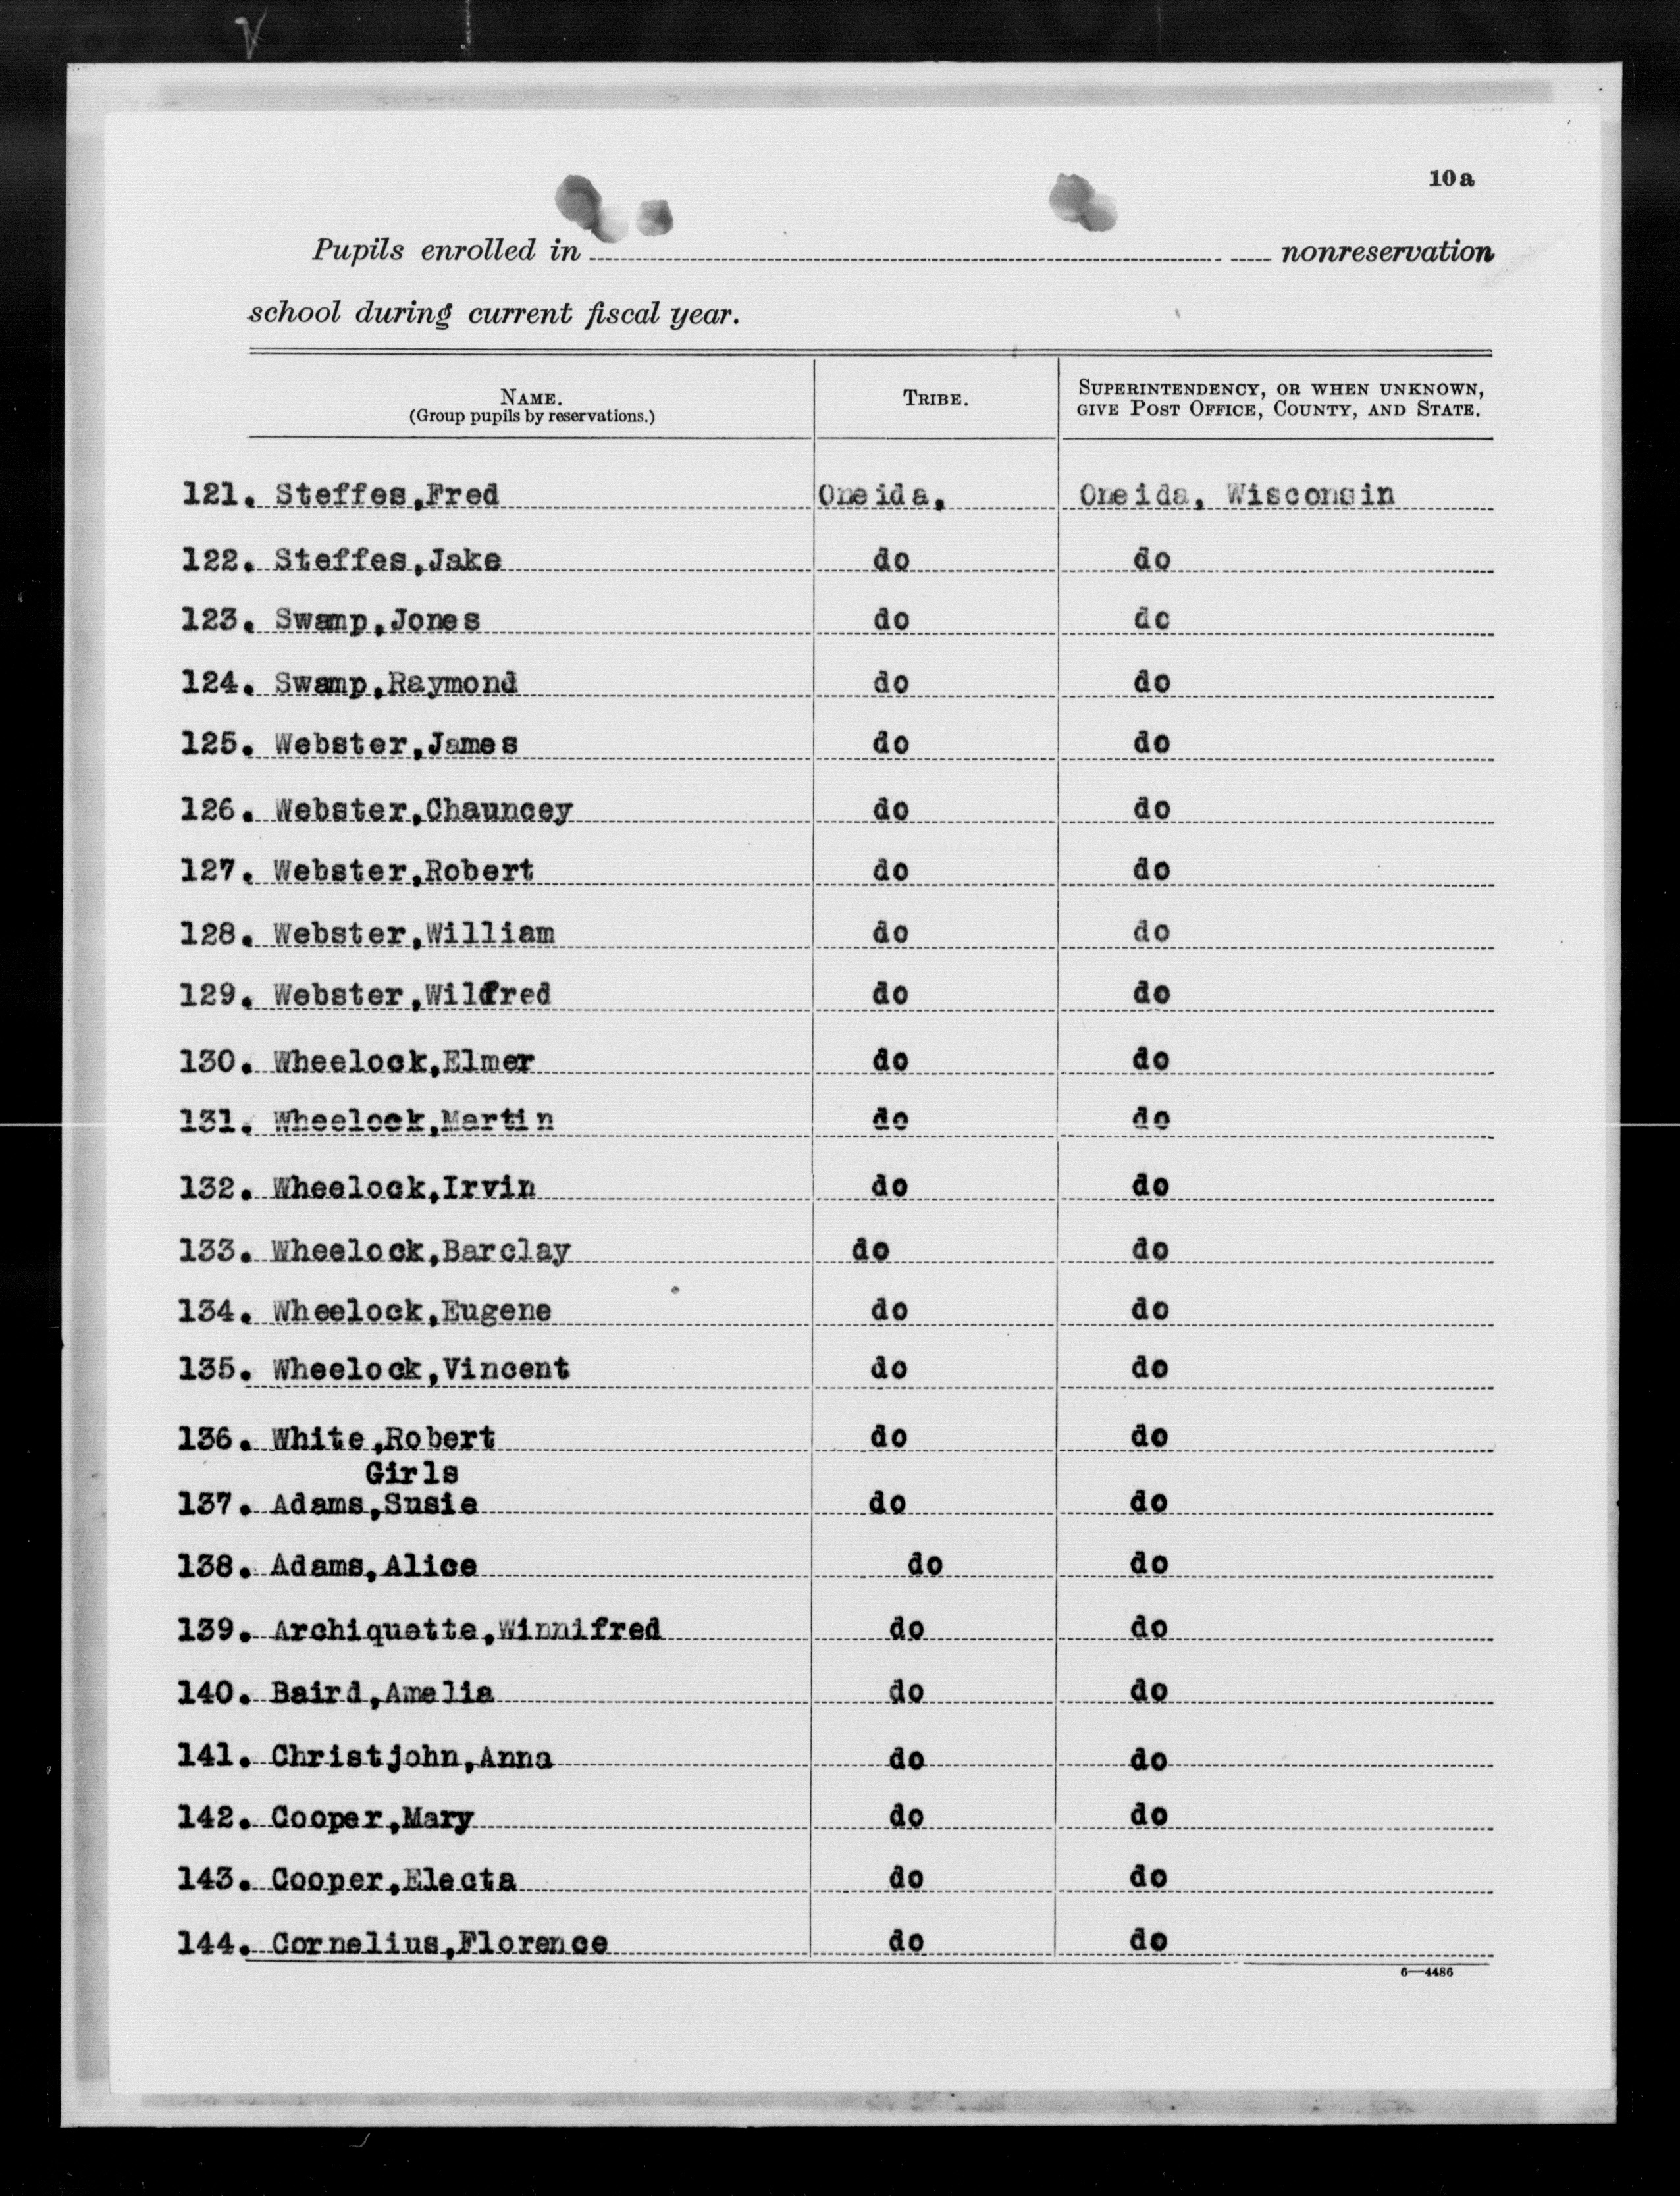 10a
Pupils enrolled in nonreservation
school during current fiscal year.
NAME. TRIBE. SUPERINTENDENCY, OR WHEN UNKNOWN,
(Group pupils by reservations.) GIVE POST OFFICE, COUNTY, AND STATE.
121. Steffes,Fred Oneida, Oneida, Wisconsin
122. Steffes,Jake do do
123. Swamp,Jones do do
124. Swamp,Raymond do do
125. Webster,James do do
126. Webster,Chauncey do do
127. Webster,Robert do do
128. Webster,William do do
129. Webster,Wilfred do do
130. Wheelock,Elmer do do
131. Wheelock,Martin do do
132. Wheelock,Irvin do do
133. Wheelock,Barclay do do
134. Wheelock,Eugene do do
135. Wheelock,Vincent do do
136. White,Robert do do
Girls
137. Adams,Susie do do
138. Adams,Alice do do
139. Archiquette,Winnifred do do
140. Baird,Amelia do do
141. Christjohn,Anna do do
142. Cooper,Mary do do
143. Cooper,Electa do do
144. Cornelius,Florence do do
6—4486